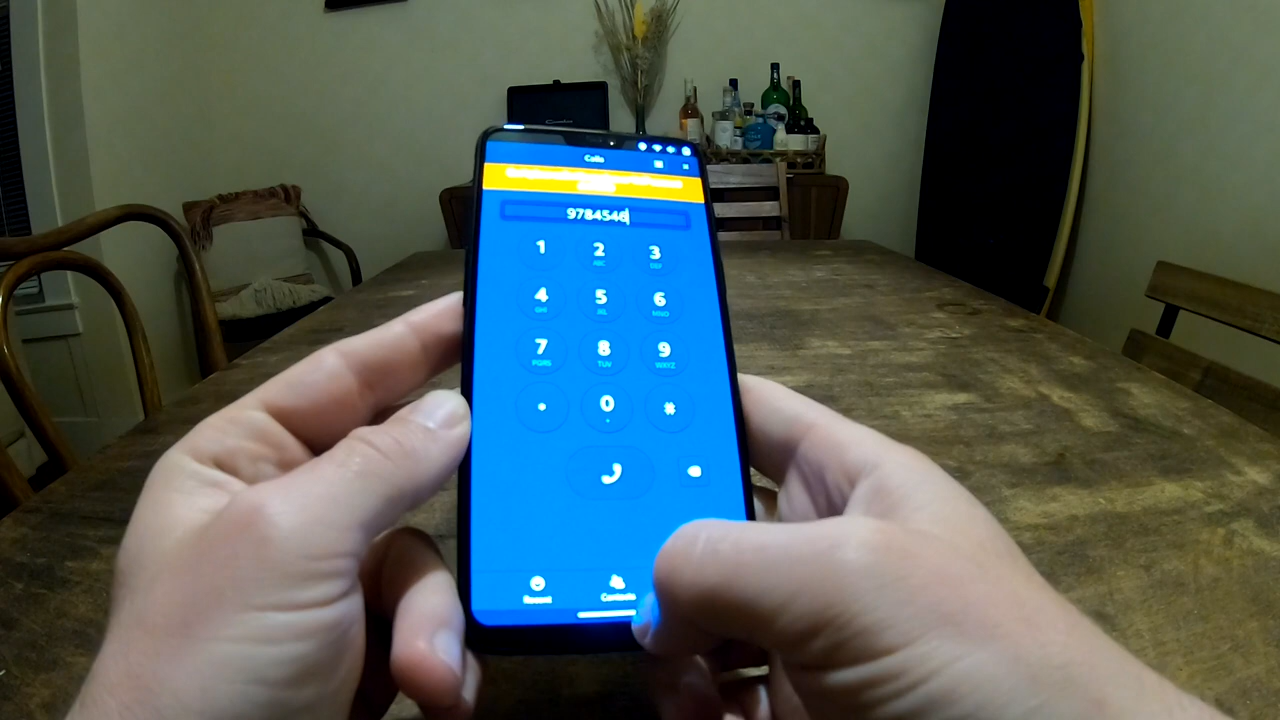 Calls
9784546
1
2
3
ABC
DEF
4
5
6
GHI
JKL
MNO
7
8
9
PQRS
TUV
WXYZ
0
*
+
Recent
Contacts